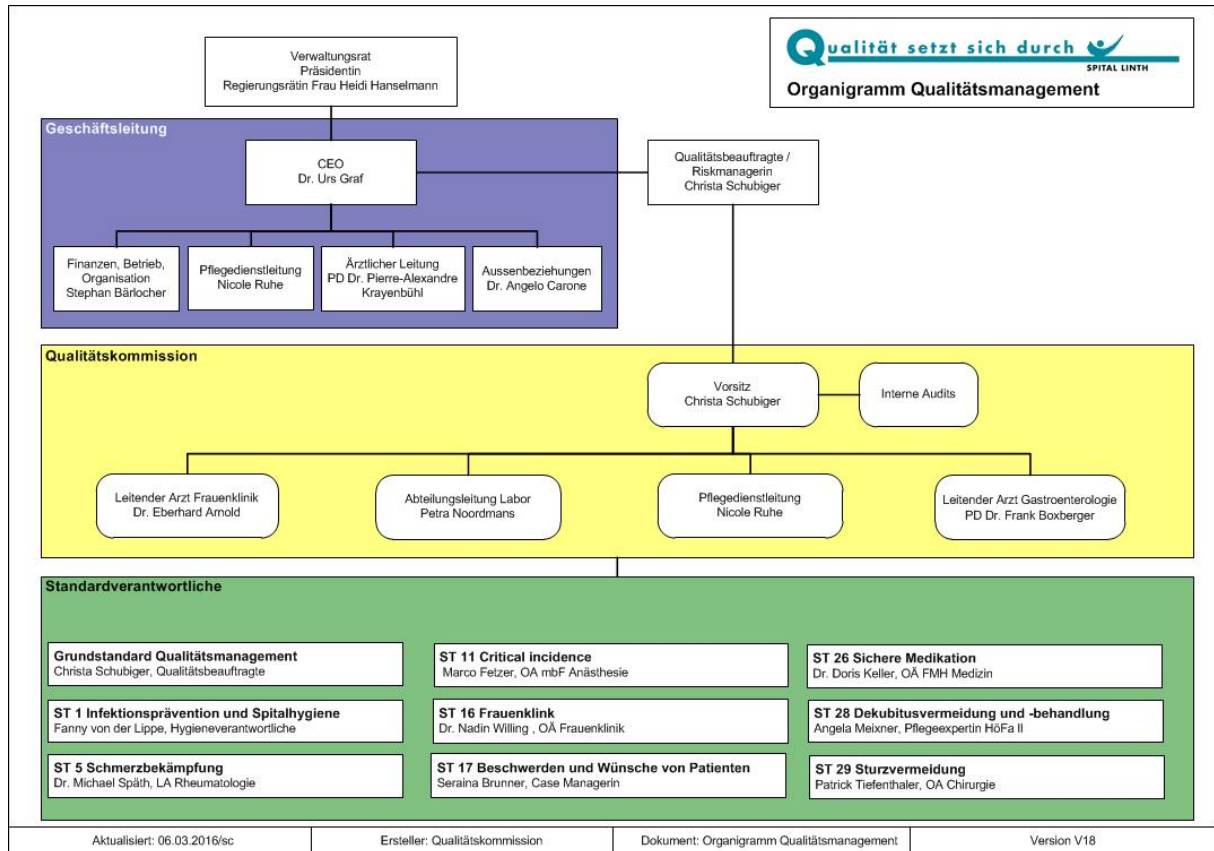 Qualität setzt sich durch
SPITAL LINTH
Organigramm Qualitätsmanagement
Verwaltungsrat
Präsidentin
Regierungsrätin Frau Heidi Hanselmann
Geschäftsleitung
CEO
Dr. Urs Graf
Qualitätsbeauftragte /
Riskmanagerin
Christa Schubiger
Finanzen, Betrieb,
Organisation
Stephan Bärlocher
Pflegedienstleitung
Nicole Ruhe
Ärztlicher Leitung
PD Dr. Pierre-Alexandre
Krayenbühl
Aussenbeziehungen
Dr. Angelo Carone
Qualitätskommission
Vorsitz
Christa Schubiger
Interne Audits
Leitender Arzt Frauenklinik
Dr. Eberhard Arnold
Abteilungsleitung Labor
Petra Noordmans
Pflegedienstleitung
Nicole Ruhe
Leitender Arzt Gastroenterologie
PD Dr. Frank Boxberger
Standardverantwortliche
Grundstandard Qualitätsmanagement
Christa Schubiger, Qualitätsbeauftragte
ST 1 Infektionsprävention und Spitalhygiene
Fanny von der Lippe, Hygieneverantwortliche
ST 5 Schmerzbekämpfung
Dr. Michael Späth, LA Rheumatologie
ST 11 Critical incidence
Marco Fetzer, OA mbF Anästhesie
ST 16 Frauenklink
Dr. Nadin Willing , OÄ Frauenklinik
ST 17 Beschwerden und Wünsche von Patienten
Seraina Brunner, Case Managerin
ST 26 Sichere Medikation
Dr. Doris Keller, OÄ FMH Medizin
ST 28 Dekubitusvermeidung und -behandlung
Angela Meixner, Pflegeexpertin HöFa II
ST 29 Sturzvermeidung
Patrick Tiefenthaler, OA Chirurgie
Aktualisiert: 06.03.2016/sc
Ersteller: Qualitätskommission
Dokument: Organigramm Qualitätsmanagement
Version V18